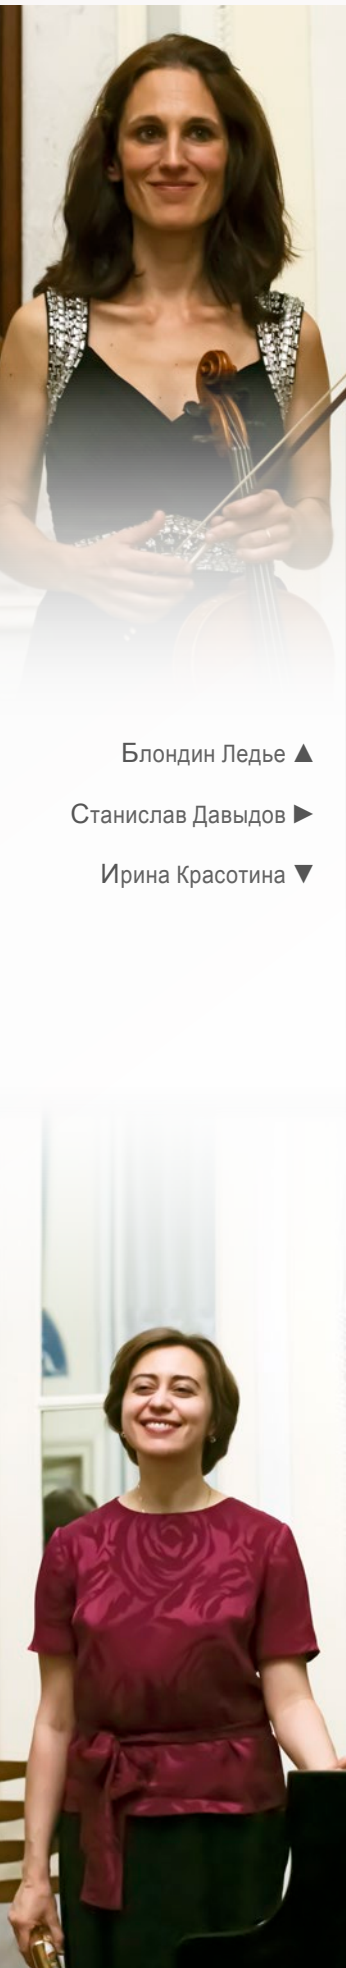 Блондин Ледье ▲
Станислав Давыдов ►
Ирина Красотина ▼